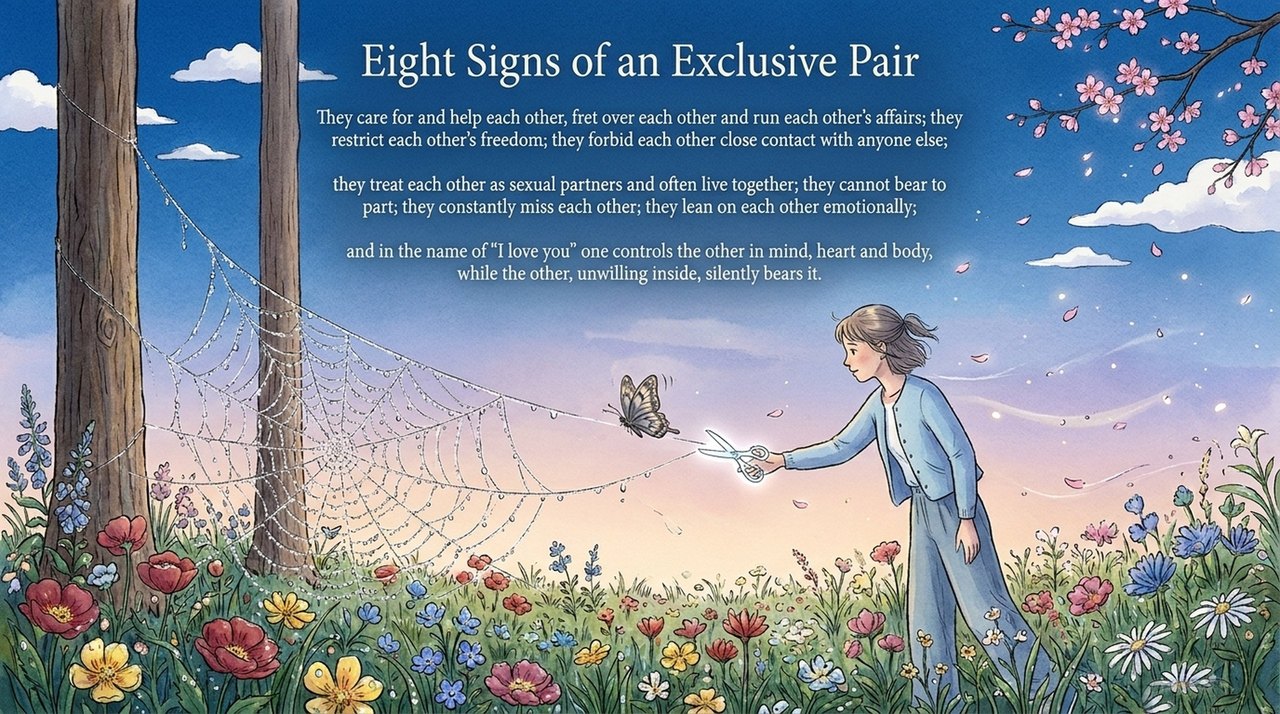 Eight Signs of an Exclusive Pair
They care for and help each other, fret over each other and run each other's affairs; they
restrict each other's freedom; they forbid each other close contact with anyone else;
they treat each other as sexual partners and often live together; they cannot bear to
part; they constantly miss each other; they lean on each other emotionally;
and in the name of “I love you” one controls the other in mind, heart and body,
while the other, unwilling inside, silently bears it.